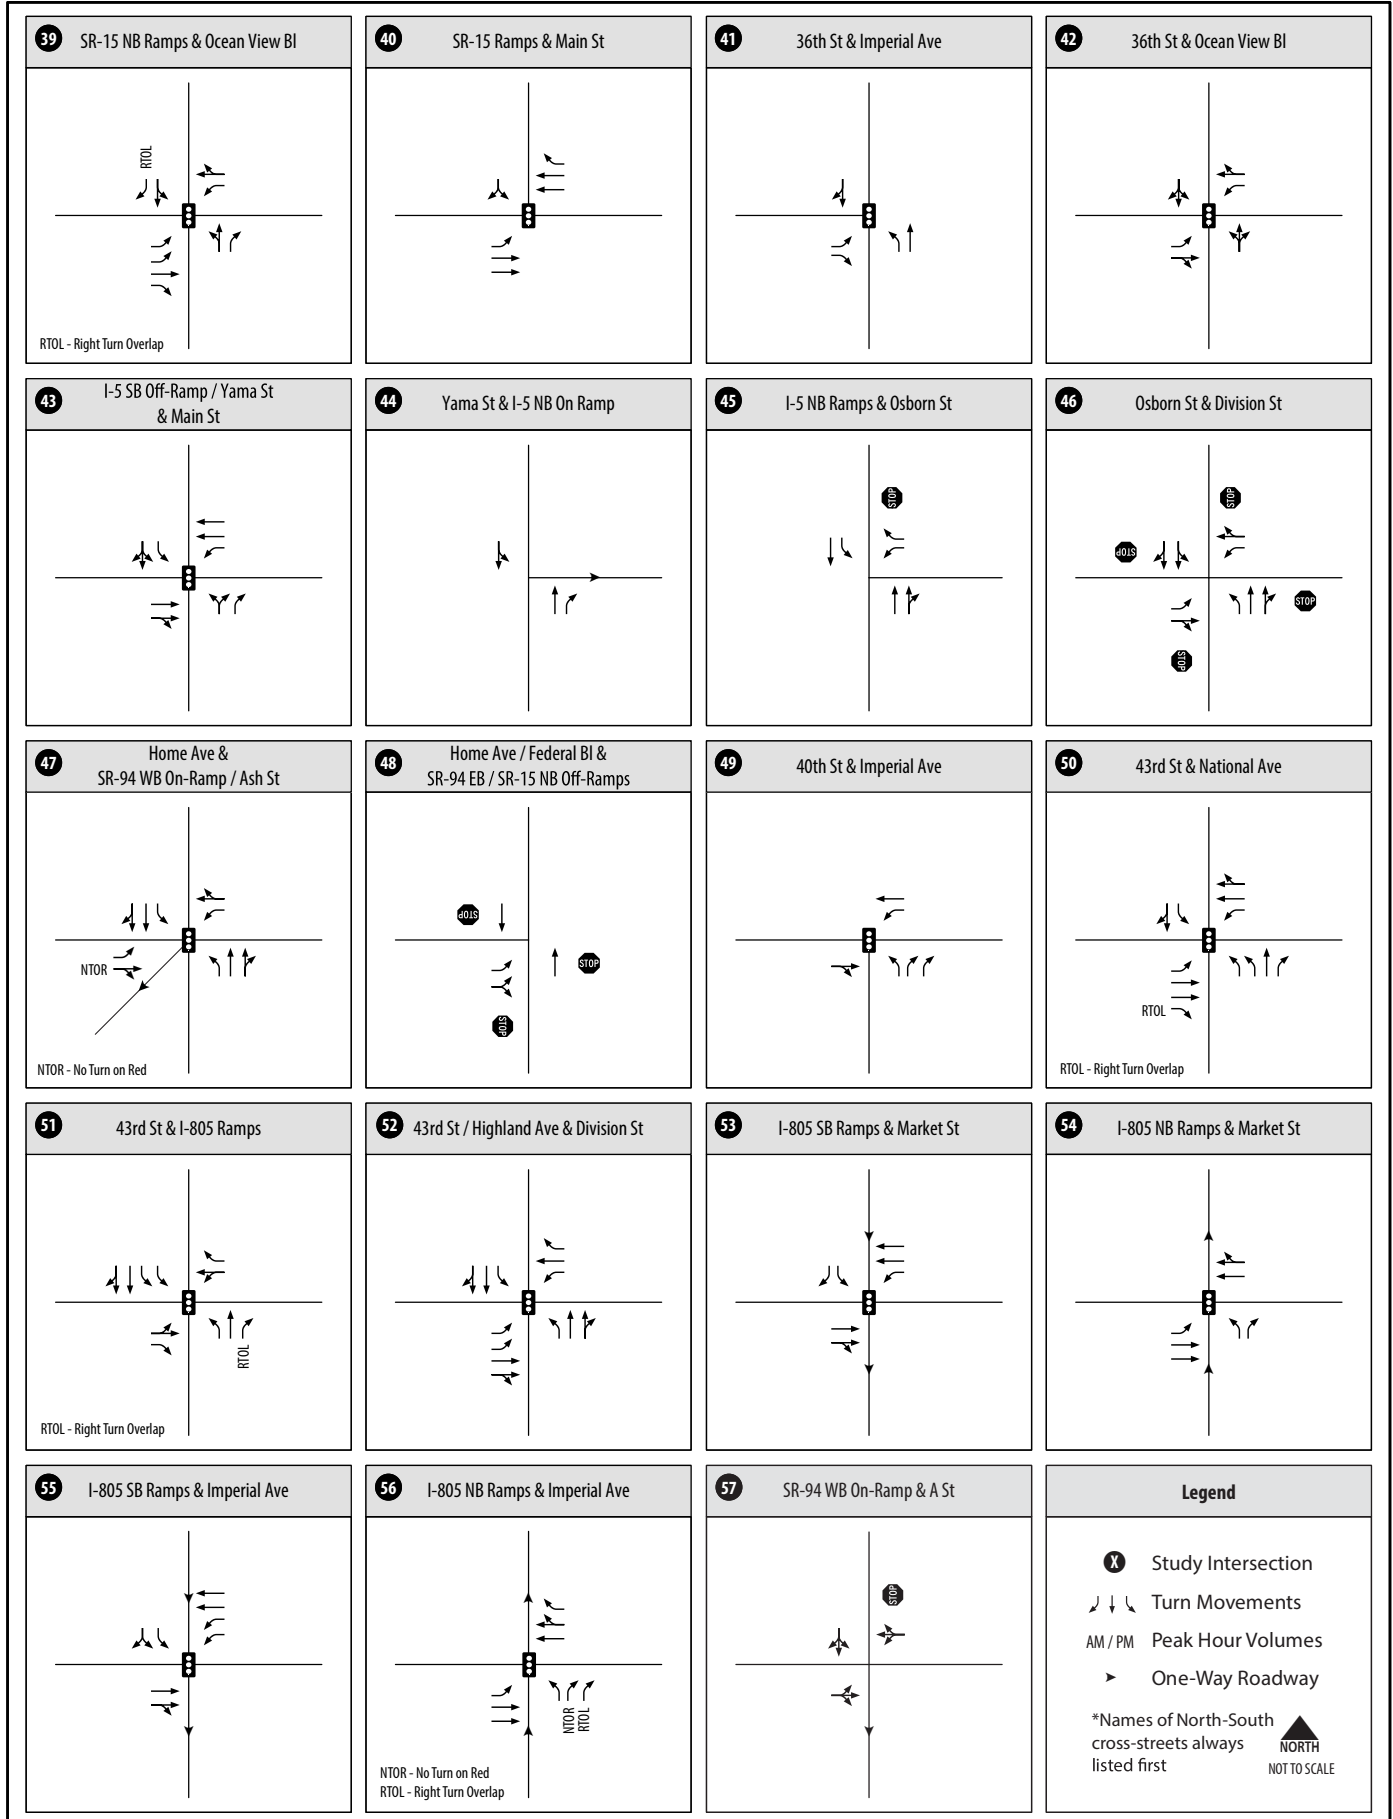 39 SR-15 NB Ramps & Ocean View Bl
RTOL
RTOL - Right Turn Overlap
40 SR-15 Ramps & Main St
41 36th St & Imperial Ave
42 36th St & Ocean View Bl
43 I-5 SB Off-Ramp / Yama St
& Main St
44 Yama St & I-5 NB On Ramp
45 I-5 NB Ramps & Osborn St
STOP
46 Osborn St & Division St
STOP
STOP
STOP
STOP
47 Home Ave &
SR-94 WB On-Ramp / Ash St
NTOR
NTOR - No Turn on Red
48 Home Ave / Federal Bl &
SR-94 EB / SR-15 NB Off-Ramps
STOP
STOP
STOP
49 40th St & Imperial Ave
50 43rd St & National Ave
RTOL
RTOL - Right Turn Overlap
51 43rd St & I-805 Ramps
RTOL
RTOL - Right Turn Overlap
52 43rd St / Highland Ave & Division St
53 I-805 SB Ramps & Market St
54 I-805 NB Ramps & Market St
55 I-805 SB Ramps & Imperial Ave
56 I-805 NB Ramps & Imperial Ave
NTOR
RTOL
NTOR - No Turn on Red
RTOL - Right Turn Overlap
57 SR-94 WB On-Ramp & A St
STOP
Legend
X Study Intersection
Turn Movements
AM / PM Peak Hour Volumes
One-Way Roadway
*Names of North-South
cross-streets always
listed first
NORTH
NOT TO SCALE